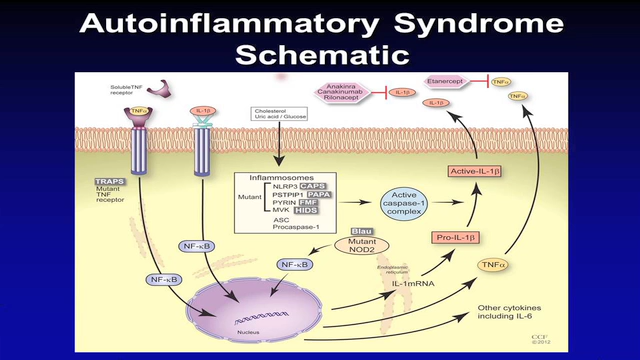 Autoinflammatory Syndrome
Schematic
Soluble TNF
receptor
TNFα
IL-1β
Cholesterol
Uric acid / Glucose
Anakinra
Canakinumab
Rilonacept
IL-1β
Etanercept
TNFα
IL-1β
TNFα
TRAPS
Mutant
TNF
receptor
Inflammosomes
Mutant
NLRP3 CAPS
PSTPIP1 PAPA
PYRIN FMF
MVK HIDS
ASC
Procaspase-1
Active
caspase-1
complex
Active-IL-1β
Pro-IL-1β
Blau
Mutant
NOD2
NF-κB
NF-κB
NF-κB
Endoplasmic
reticulum
IL-1mRNA
TNFα
Nucleus
Other cytokines
including IL-6
CCF
©2012